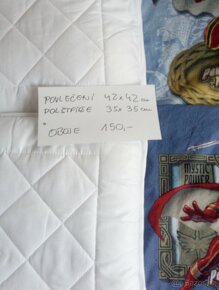 POVLEČENÍ 42x42 cm
POLŠTÁŘE 35x35 cm
OBOJE 150,-
MYSTIC
POWER